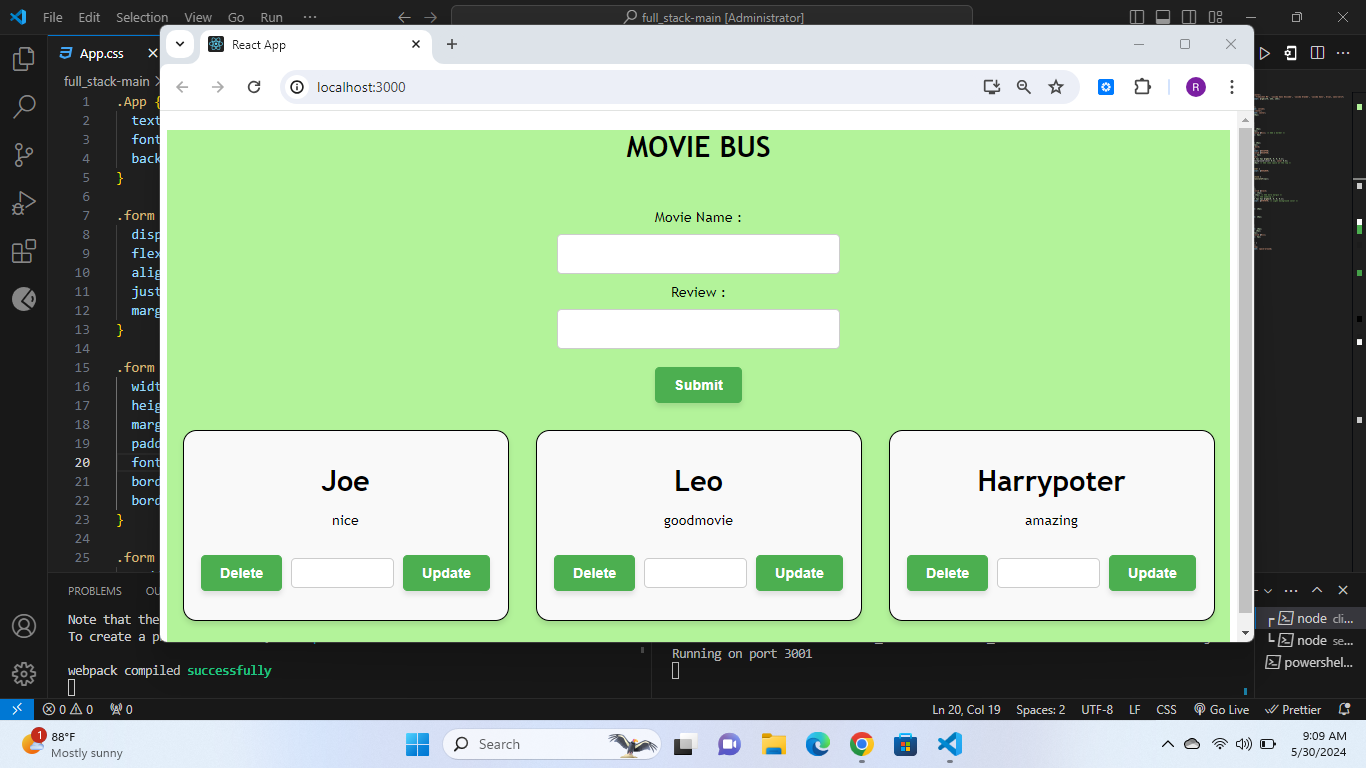 File Edit Selection View Go Run ··· full_stack-main [Administrator]
App.css
React App
full_stack-main
localhost:3000
R
1 .App {
2 text
3 font
4 back
5 }
6
7 .form
8 disp
9 flex
10 alig
11 just
12 marg
13 }
14
15 .form
16 widt
17 heig
18 marg
19 padd
20 font
21 bord
22 bord
23 }
24
25 .form
MOVIE BUS
Movie Name :
Review :
Submit
Joe
nice
Delete Update
Leo
goodmovie
Delete Update
Harrypoter
amazing
Delete Update
PROBLEMS OU
Note that the
To create a p
webpack compiled successfully
Running on port 3001
node cli...
node se...
powershel...
0 0 0
Ln 20, Col 19 Spaces: 2 UTF-8 LF CSS Go Live Prettier
1
88°F
Mostly sunny
Search
9:09 AM
5/30/2024